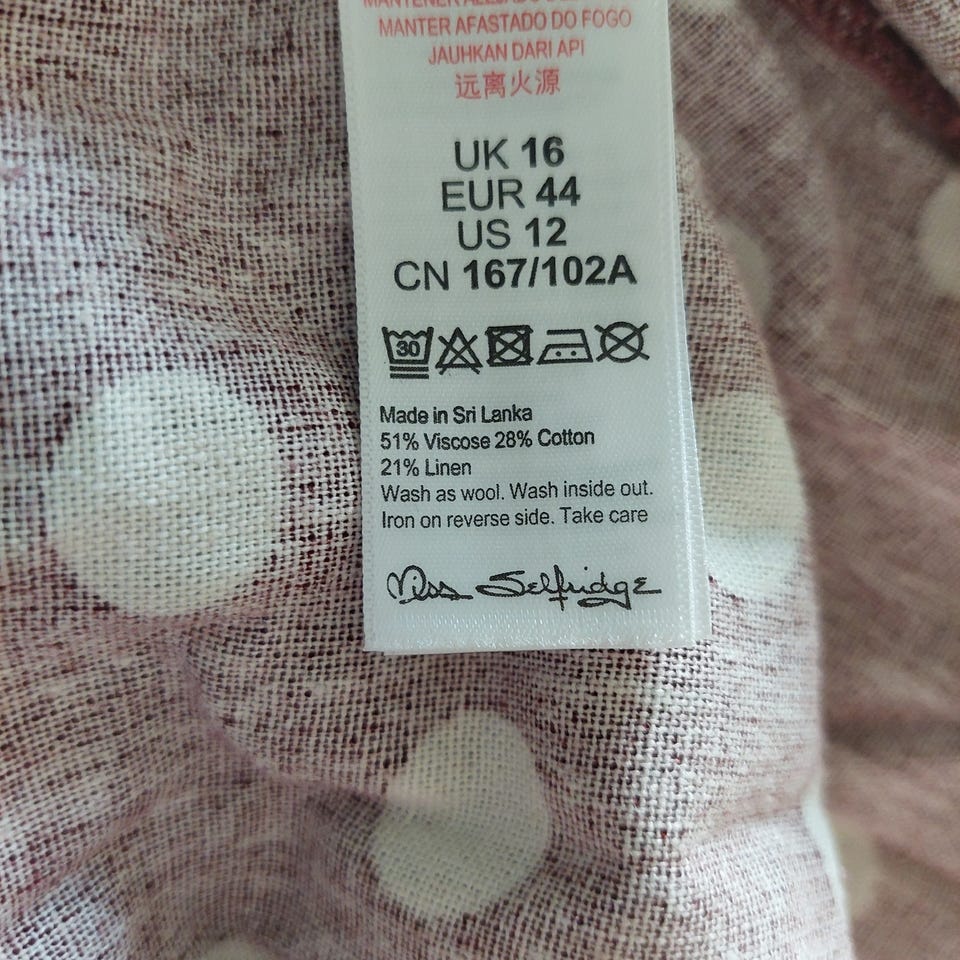 MANTER AFASTADO DO FOGO
JAUHKAN DARI API
远离火源
UK 16
EUR 44
US 12
CN 167/102A
30
Made in Sri Lanka
51% Viscose 28% Cotton
21% Linen
Wash as wool. Wash inside out.
Iron on reverse side. Take care
Miss Selfridge